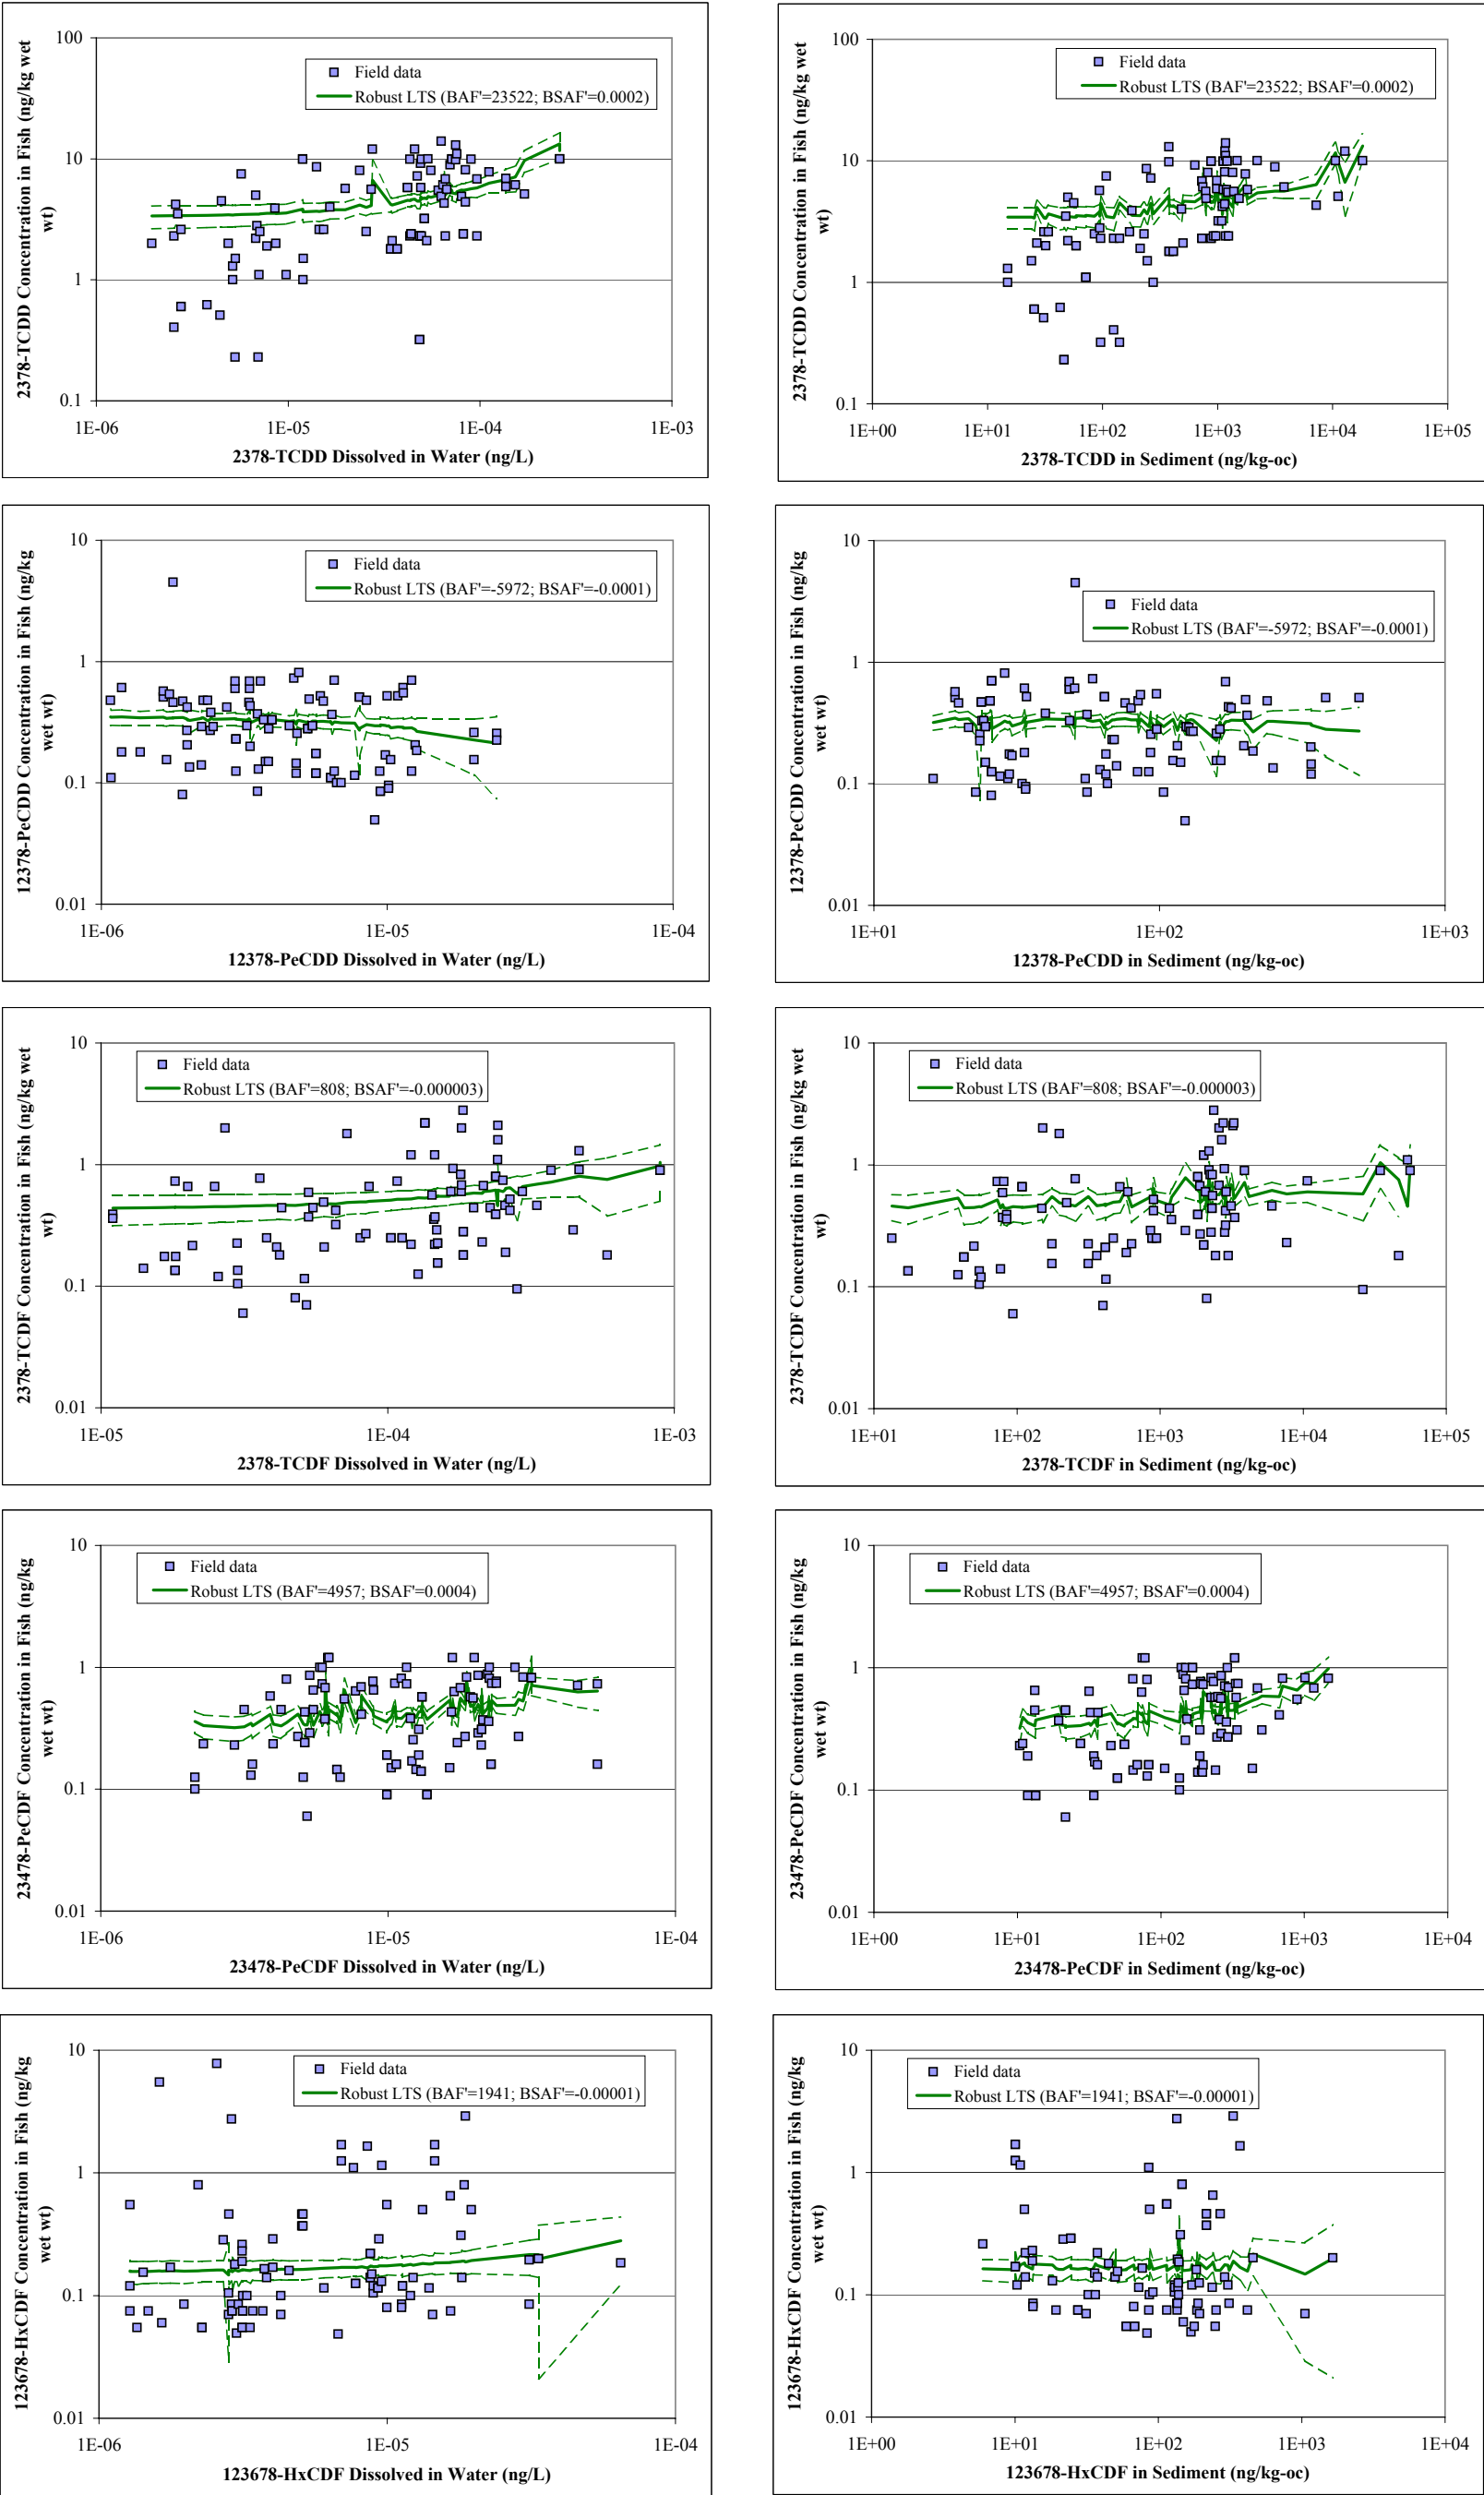 2378-TCDD Concentration in Fish (ng/kg wet
wt)
100
10
1
0.1
Field data
Robust LTS (BAF'=23522; BSAF'=0.0002)
1E-06
1E-05
1E-04
1E-03
2378-TCDD Dissolved in Water (ng/L)
2378-TCDD Concentration in Fish (ng/kg wet
wt)
100
10
1
0.1
Field data
Robust LTS (BAF'=23522; BSAF'=0.0002)
1E+00
1E+01
1E+02
1E+03
1E+04
1E+05
2378-TCDD in Sediment (ng/kg-oc)
12378-PeCDD Concentration in Fish (ng/kg
wet wt)
10
1
0.1
0.01
Field data
Robust LTS (BAF'=-5972; BSAF'=-0.0001)
1E-06
1E-05
1E-04
12378-PeCDD Dissolved in Water (ng/L)
12378-PeCDD Concentration in Fish (ng/kg
wet wt)
10
1
0.1
0.01
Field data
Robust LTS (BAF'=-5972; BSAF'=-0.0001)
1E+01
1E+02
1E+03
12378-PeCDD in Sediment (ng/kg-oc)
2378-TCDF Concentration in Fish (ng/kg wet
wt)
10
1
0.1
0.01
Field data
Robust LTS (BAF'=808; BSAF'=-0.000003)
1E-05
1E-04
1E-03
2378-TCDF Dissolved in Water (ng/L)
2378-TCDF Concentration in Fish (ng/kg wet
wt)
10
1
0.1
0.01
Field data
Robust LTS (BAF'=808; BSAF'=-0.000003)
1E+01
1E+02
1E+03
1E+04
1E+05
2378-TCDF in Sediment (ng/kg-oc)
23478-PeCDF Concentration in Fish (ng/kg
wet wt)
10
1
0.1
0.01
Field data
Robust LTS (BAF'=4957; BSAF'=0.0004)
1E-06
1E-05
1E-04
23478-PeCDF Dissolved in Water (ng/L)
23478-PeCDF Concentration in Fish (ng/kg
wet wt)
10
1
0.1
0.01
Field data
Robust LTS (BAF'=4957; BSAF'=0.0004)
1E+00
1E+01
1E+02
1E+03
1E+04
23478-PeCDF in Sediment (ng/kg-oc)
123678-HxCDF Concentration in Fish (ng/kg
wet wt)
10
1
0.1
0.01
Field data
Robust LTS (BAF'=1941; BSAF'=-0.00001)
1E-06
1E-05
1E-04
123678-HxCDF Dissolved in Water (ng/L)
123678-HxCDF Concentration in Fish (ng/kg
wet wt)
10
1
0.1
0.01
Field data
Robust LTS (BAF'=1941; BSAF'=-0.00001)
1E+00
1E+01
1E+02
1E+03
1E+04
123678-HxCDF in Sediment (ng/kg-oc)